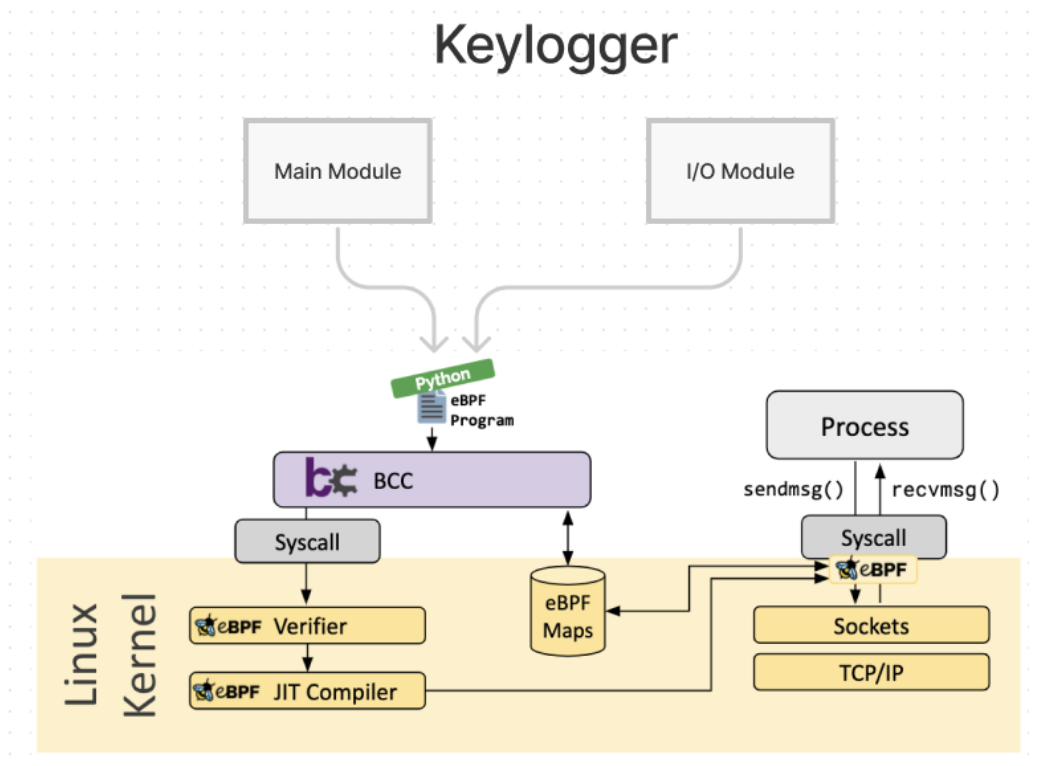 Keylogger
Main Module
I/O Module
Python
eBPF
Program
bc BCC
Process
sendmsg()
recvmsg()
Syscall
Syscall
eBPF
Linux
Kernel
eBPF Verifier
eBPF
Maps
Sockets
eBPF JIT Compiler
TCP/IP